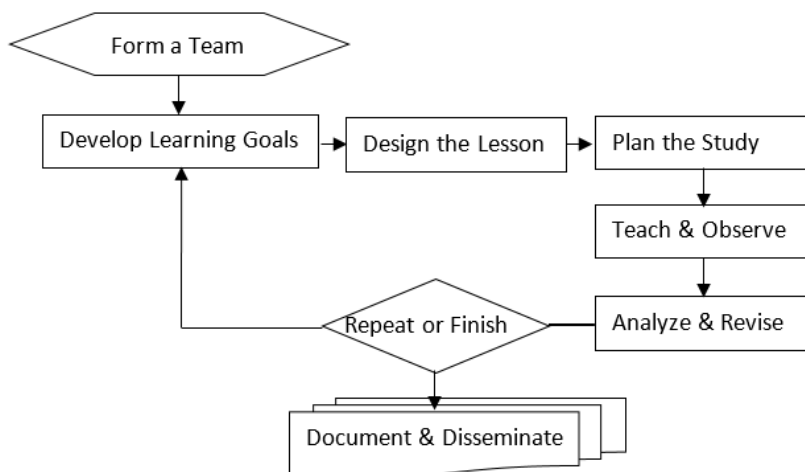 Form a Team
Develop Learning Goals
Design the Lesson
Plan the Study
Teach & Observe
Analyze & Revise
Repeat or Finish
Document & Disseminate